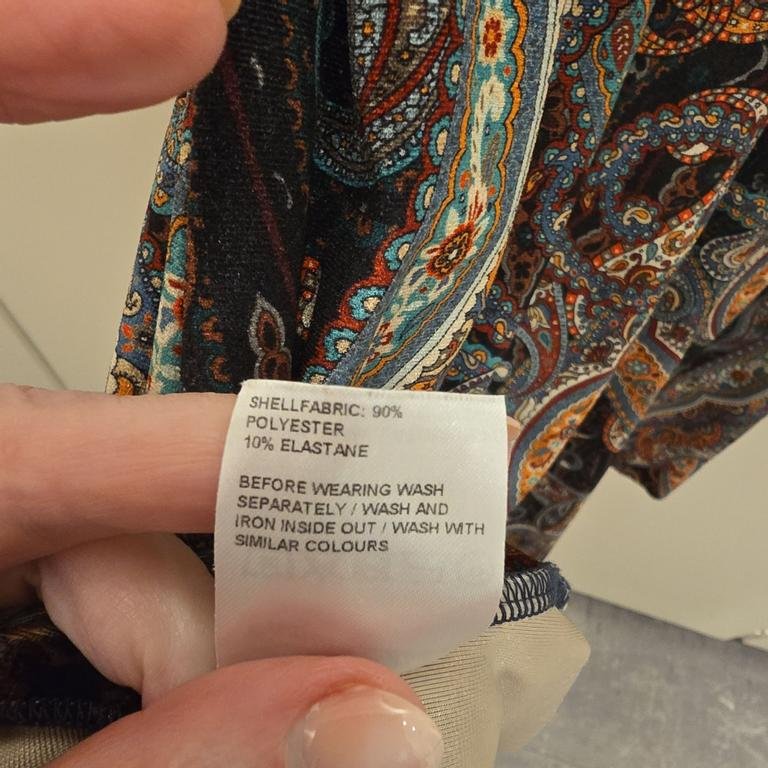 SHELLFABRIC: 90%
POLYESTER
10% ELASTANE
BEFORE WEARING WASH
SEPARATELY / WASH AND
IRON INSIDE OUT / WASH WITH
SIMILAR COLOURS